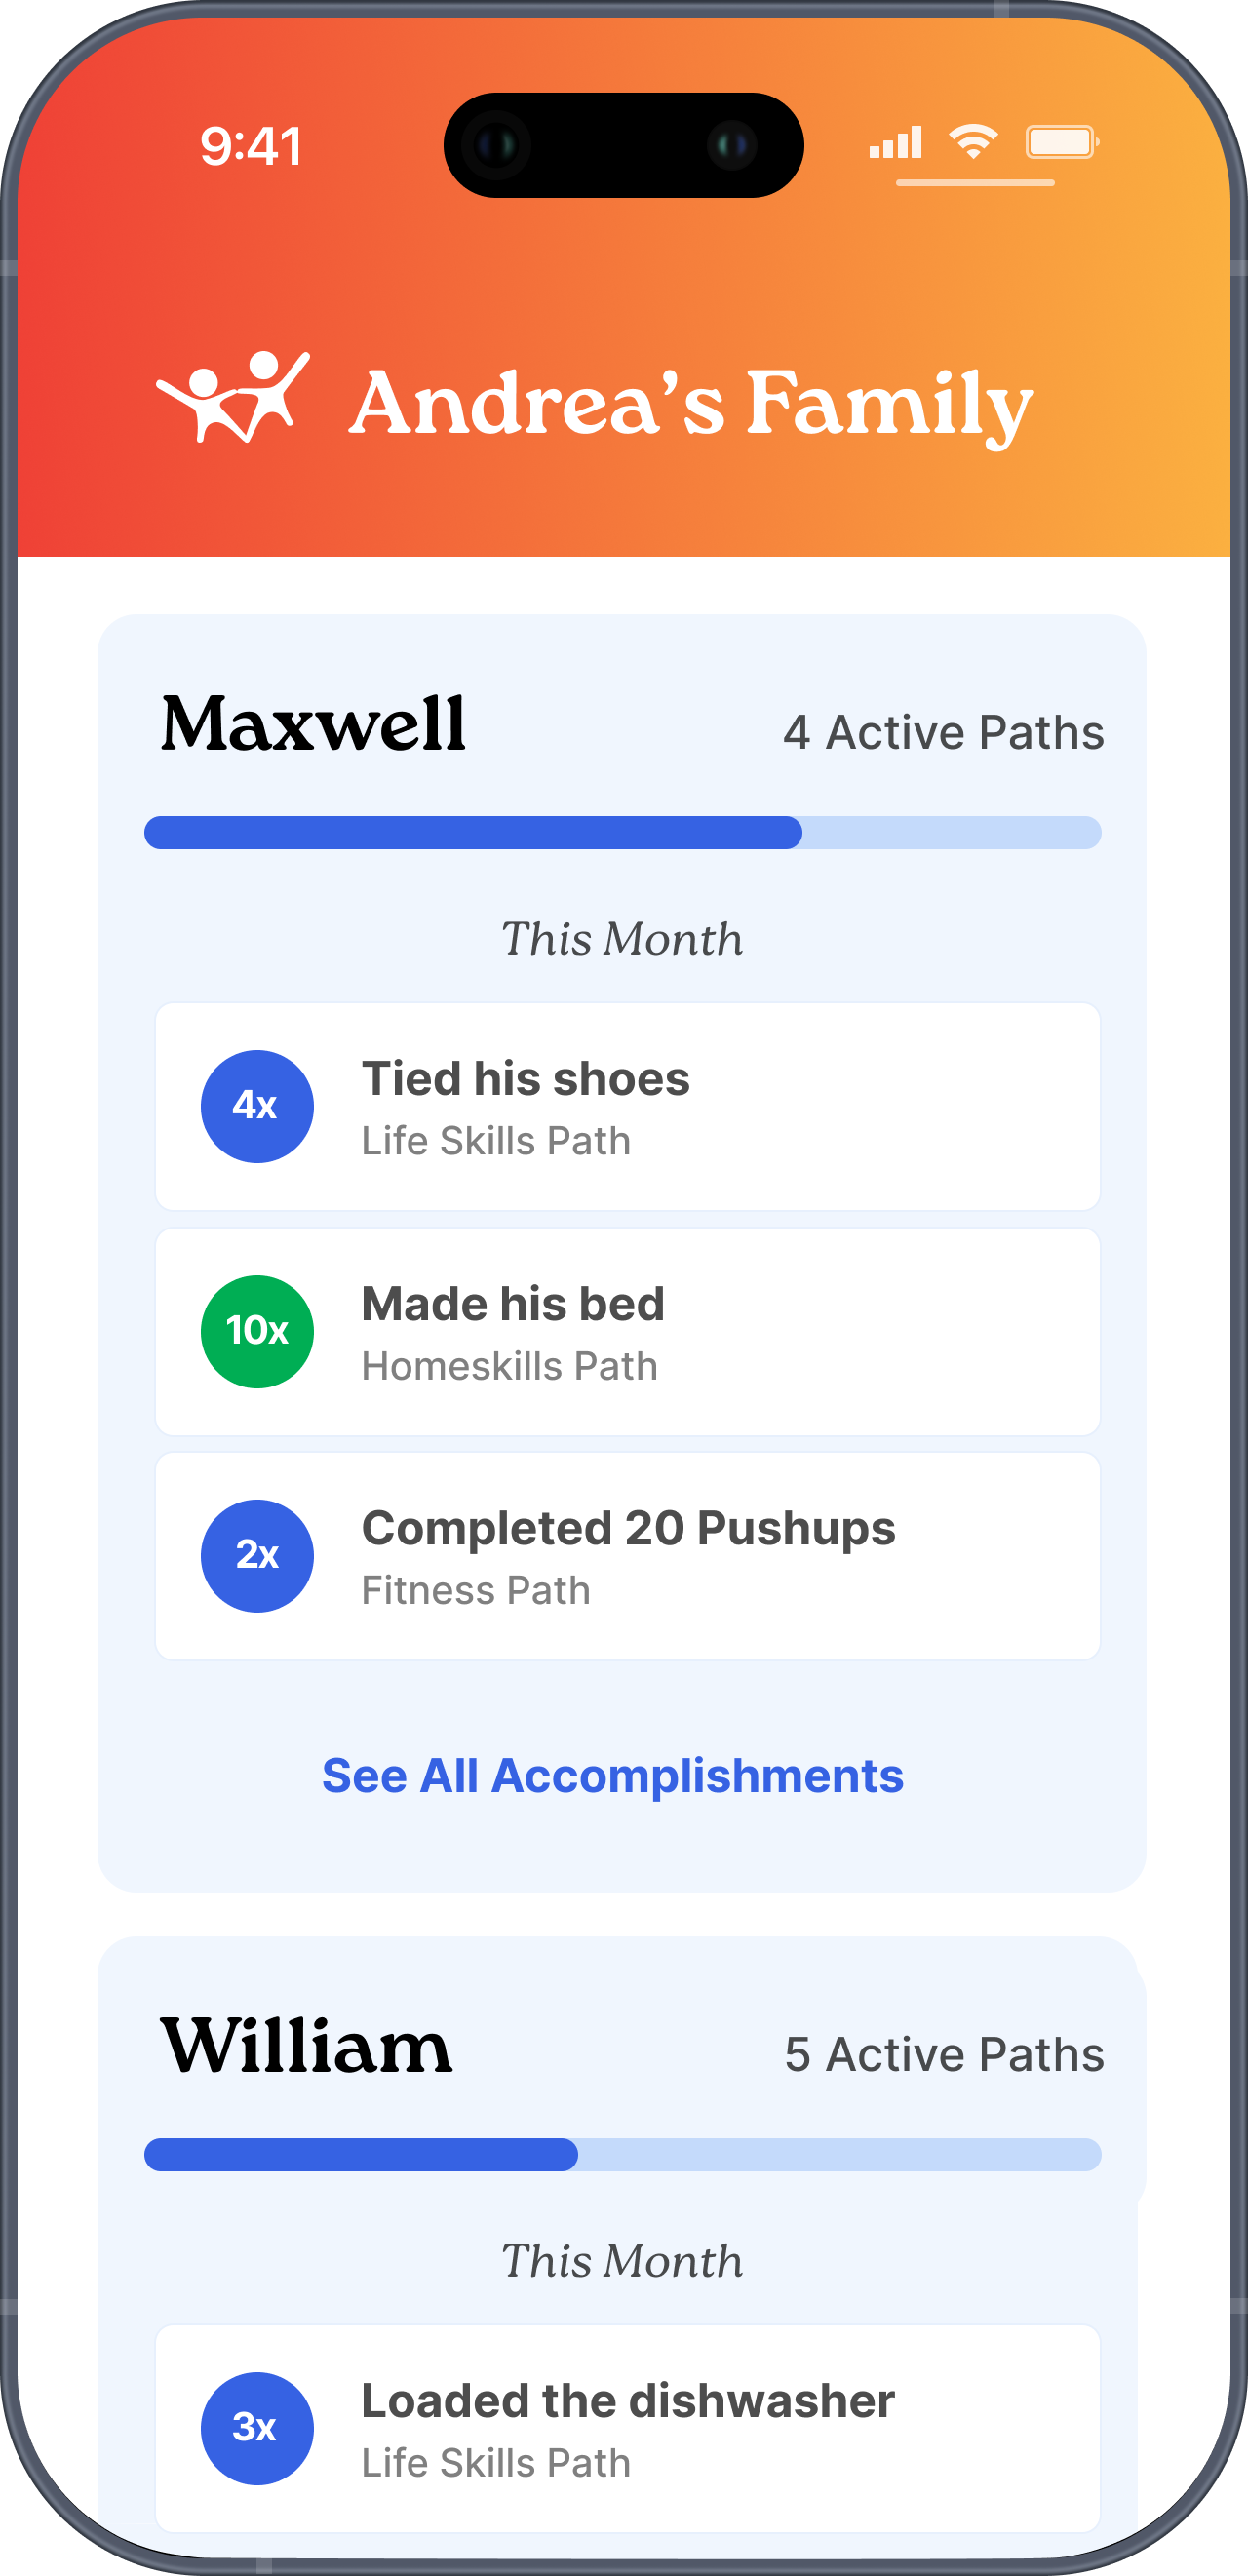 9:41
Andrea’s Family
Maxwell
4 Active Paths
This Month
4x
Tied his shoes
Life Skills Path
10x
Made his bed
Homeskills Path
2x
Completed 20 Pushups
Fitness Path
See All Accomplishments
William
5 Active Paths
This Month
3x
Loaded the dishwasher
Life Skills Path